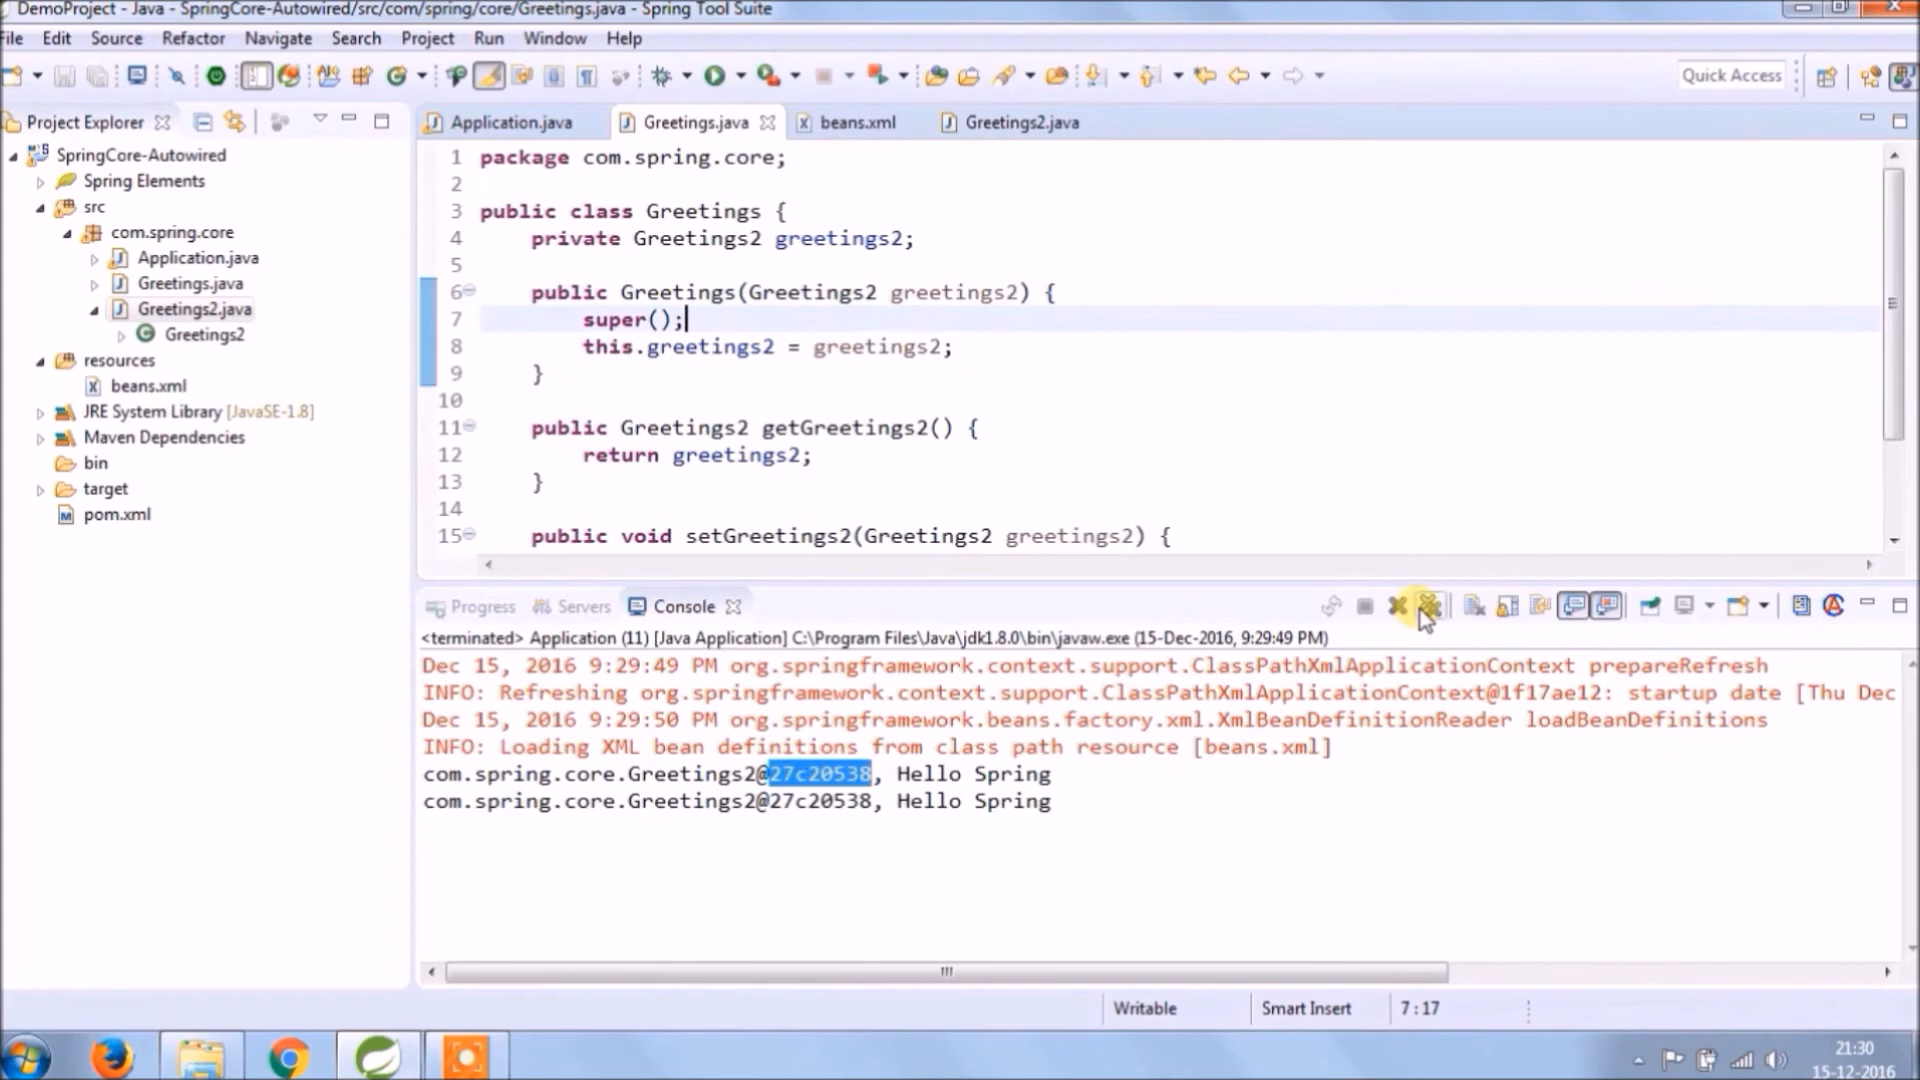 DemoProject - Java - SpringCore-Autowired/src/com/spring/core/Greetings.java - Spring Tool Suite
File Edit Source Refactor Navigate Search Project Run Window Help
Quick Access
Project Explorer
SpringCore-Autowired
Spring Elements
src
com.spring.core
Application.java
Greetings.java
Greetings2.java
Greetings2
resources
beans.xml
JRE System Library [JavaSE-1.8]
Maven Dependencies
bin
target
pom.xml
Application.java Greetings.java beans.xml Greetings2.java
1 package com.spring.core;
2
3 public class Greetings {
4 private Greetings2 greetings2;
5
6 public Greetings(Greetings2 greetings2) {
7 super();
8 this.greetings2 = greetings2;
9 }
10
11 public Greetings2 getGreetings2() {
12 return greetings2;
13 }
14
15 public void setGreetings2(Greetings2 greetings2) {
Progress Servers Console
<terminated> Application (11) [Java Application] C:\Program Files\Java\jdk1.8.0\bin\javaw.exe (15-Dec-2016, 9:29:49 PM)
Dec 15, 2016 9:29:49 PM org.springframework.context.support.ClassPathXmlApplicationContext prepareRefresh
INFO: Refreshing org.springframework.context.support.ClassPathXmlApplicationContext@1f17ae12: startup date [Thu Dec
Dec 15, 2016 9:29:50 PM org.springframework.beans.factory.xml.XmlBeanDefinitionReader loadBeanDefinitions
INFO: Loading XML bean definitions from class path resource [beans.xml]
com.spring.core.Greetings2@27c20538, Hello Spring
com.spring.core.Greetings2@27c20538, Hello Spring
Writable Smart Insert 7 : 17
21:30
15-12-2016